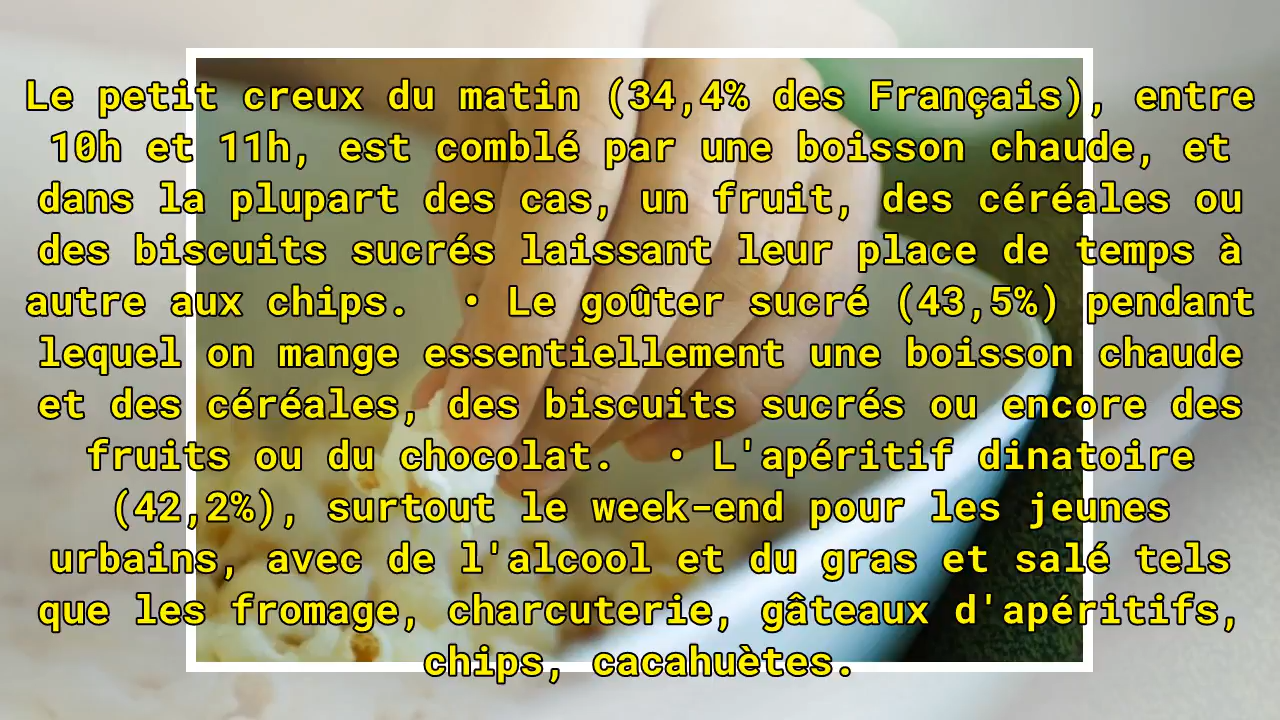 Le petit creux du matin (34,4% des Français), entre
10h et 11h, est comblé par une boisson chaude, et
dans la plupart des cas, un fruit, des céréales ou
des biscuits sucrés laissant leur place de temps à
autre aux chips.  • Le goûter sucré (43,5%) pendant
lequel on mange essentiellement une boisson chaude
et des céréales, des biscuits sucrés ou encore des
fruits ou du chocolat.  • L'apéritif dinatoire
(42,2%), surtout le week-end pour les jeunes
urbains, avec de l'alcool et du gras et salé tels
que les fromage, charcuterie, gâteaux d'apéritifs,
chips, cacahuètes.